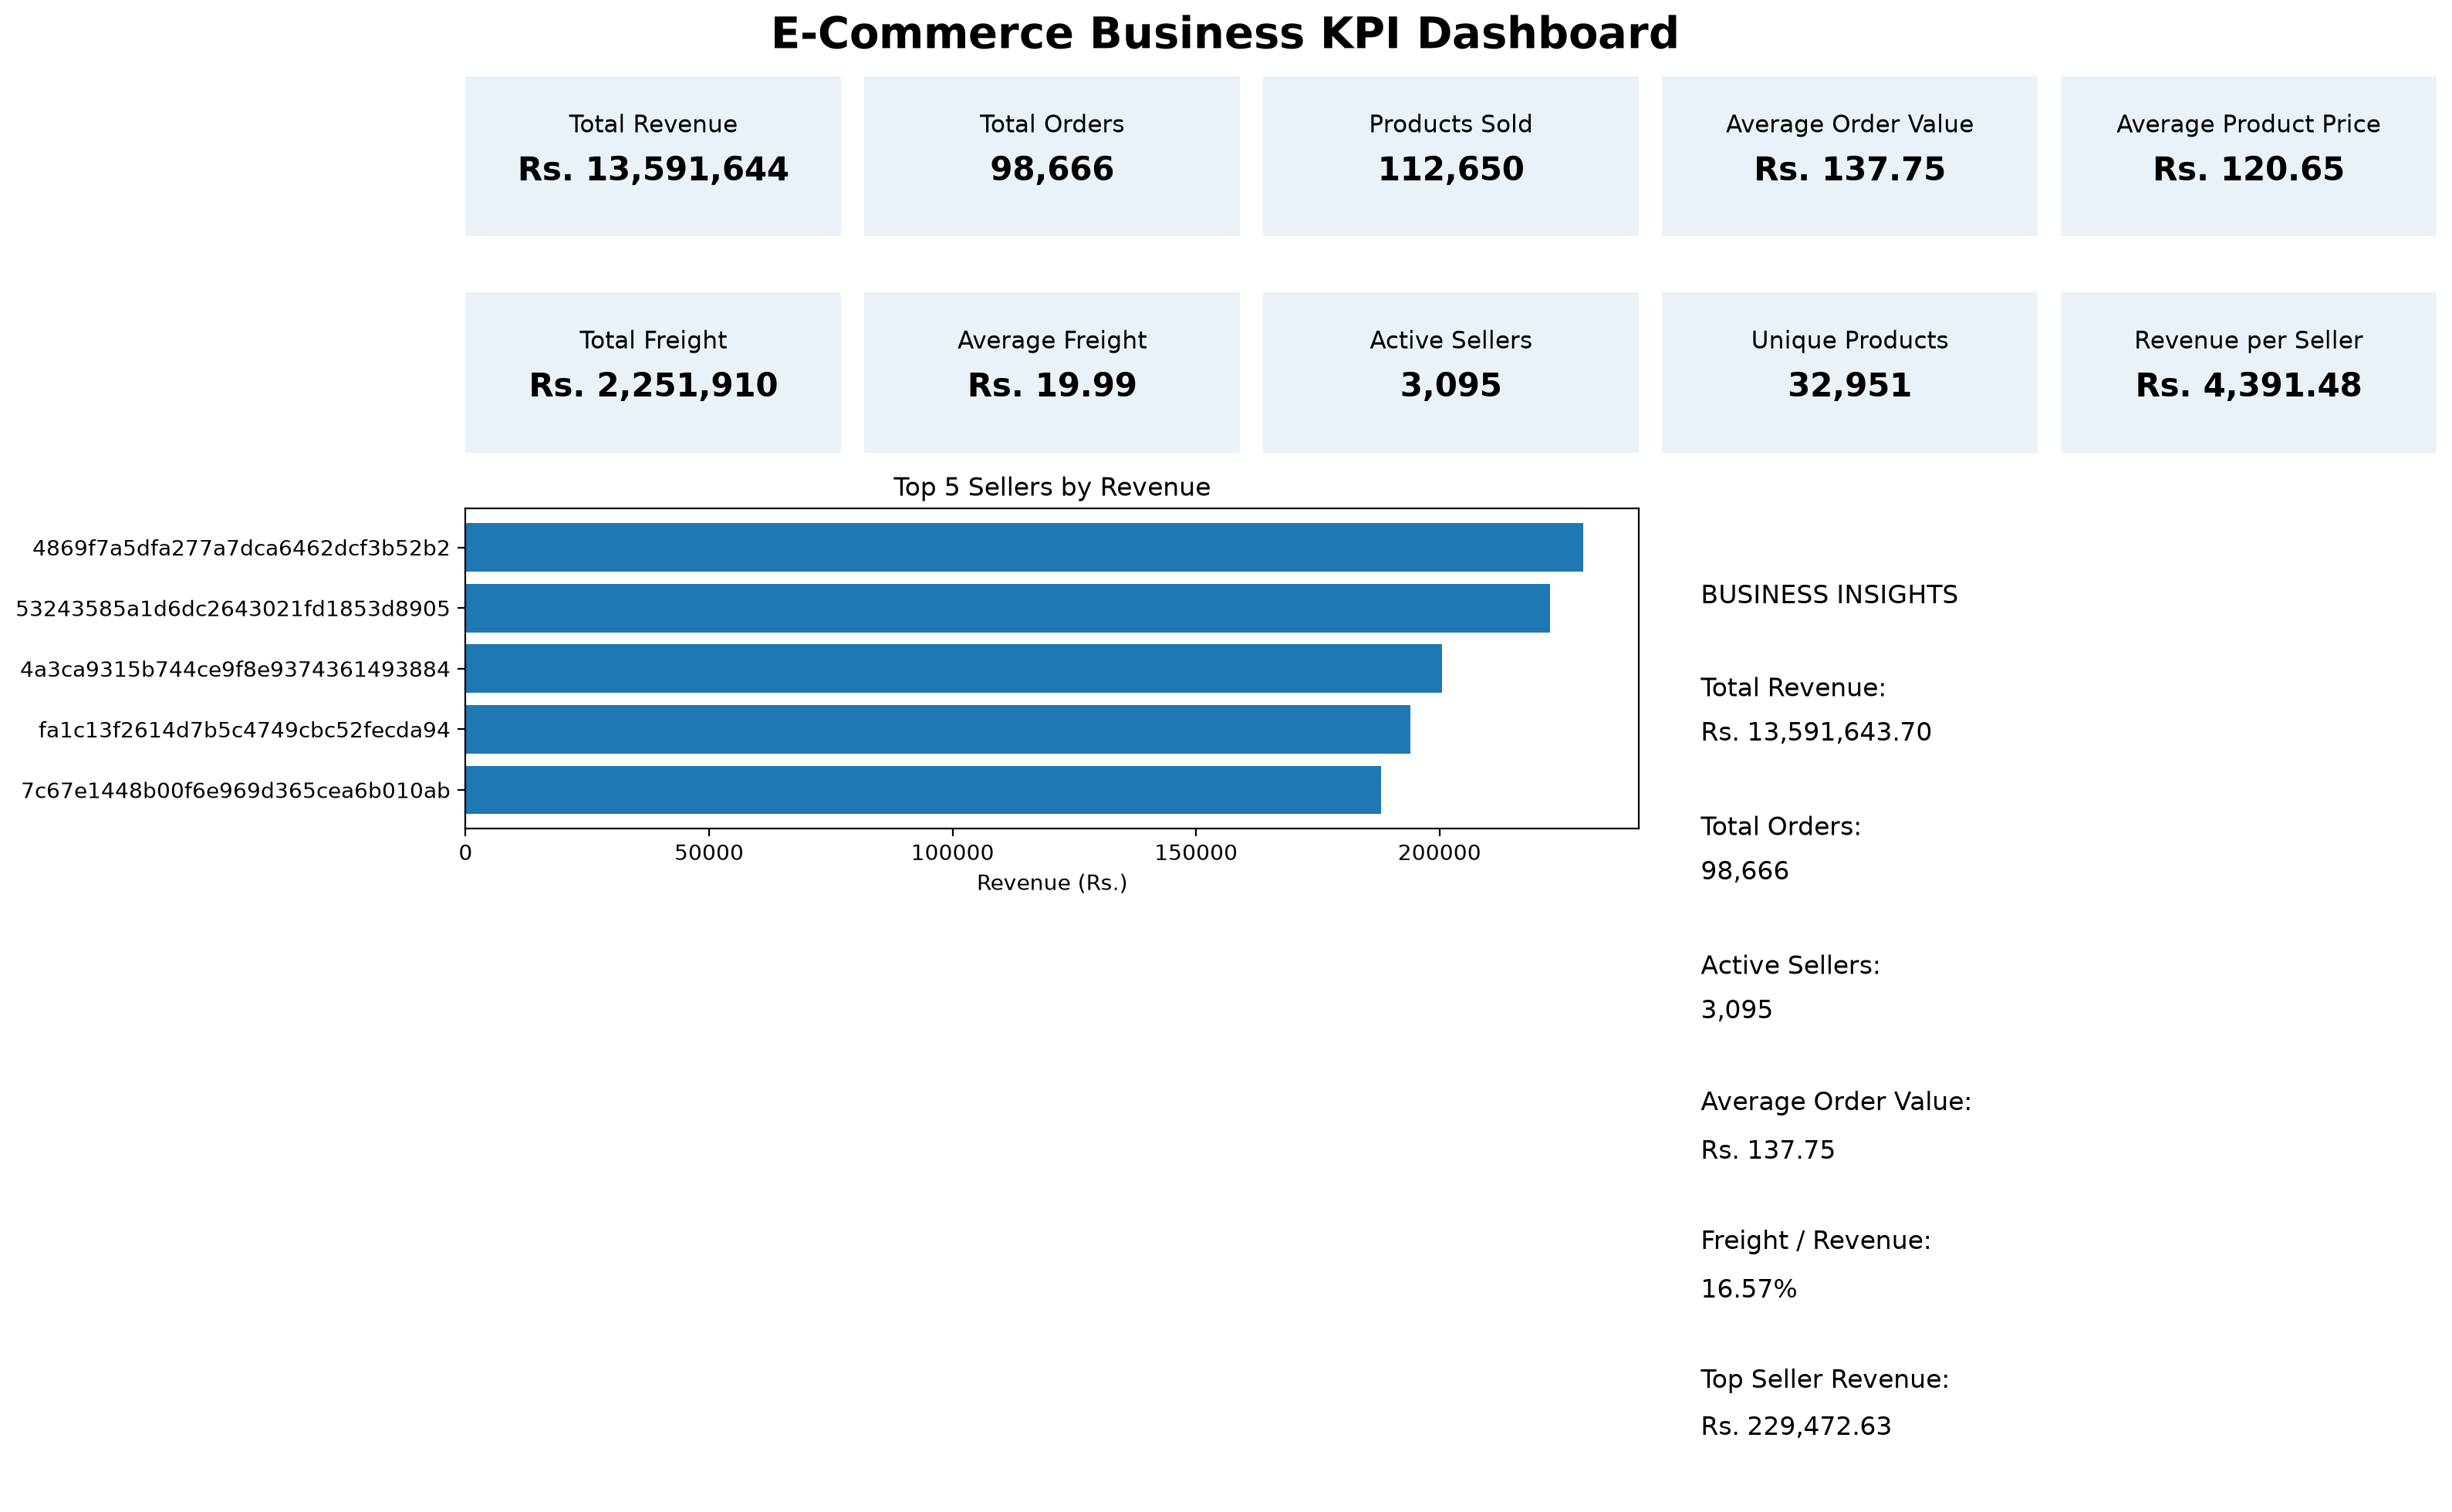 E-Commerce Business KPI Dashboard
Total Revenue
Rs. 13,591,644
Total Orders
98,666
Products Sold
112,650
Average Order Value
Rs. 137.75
Average Product Price
Rs. 120.65
Total Freight
Rs. 2,251,910
Average Freight
Rs. 19.99
Active Sellers
3,095
Unique Products
32,951
Revenue per Seller
Rs. 4,391.48
Top 5 Sellers by Revenue
4869f7a5dfa277a7dca6462dcf3b52b2
53243585a1d6dc2643021fd1853d8905
4a3ca9315b744ce9f8e9374361493884
fa1c13f2614d7b5c4749cbc52fecda94
7c67e1448b00f6e969d365cea6b010ab
0 50000 100000 150000 200000
Revenue (Rs.)
BUSINESS INSIGHTS
Total Revenue:
Rs. 13,591,643.70
Total Orders:
98,666
Active Sellers:
3,095
Average Order Value:
Rs. 137.75
Freight / Revenue:
16.57%
Top Seller Revenue:
Rs. 229,472.63